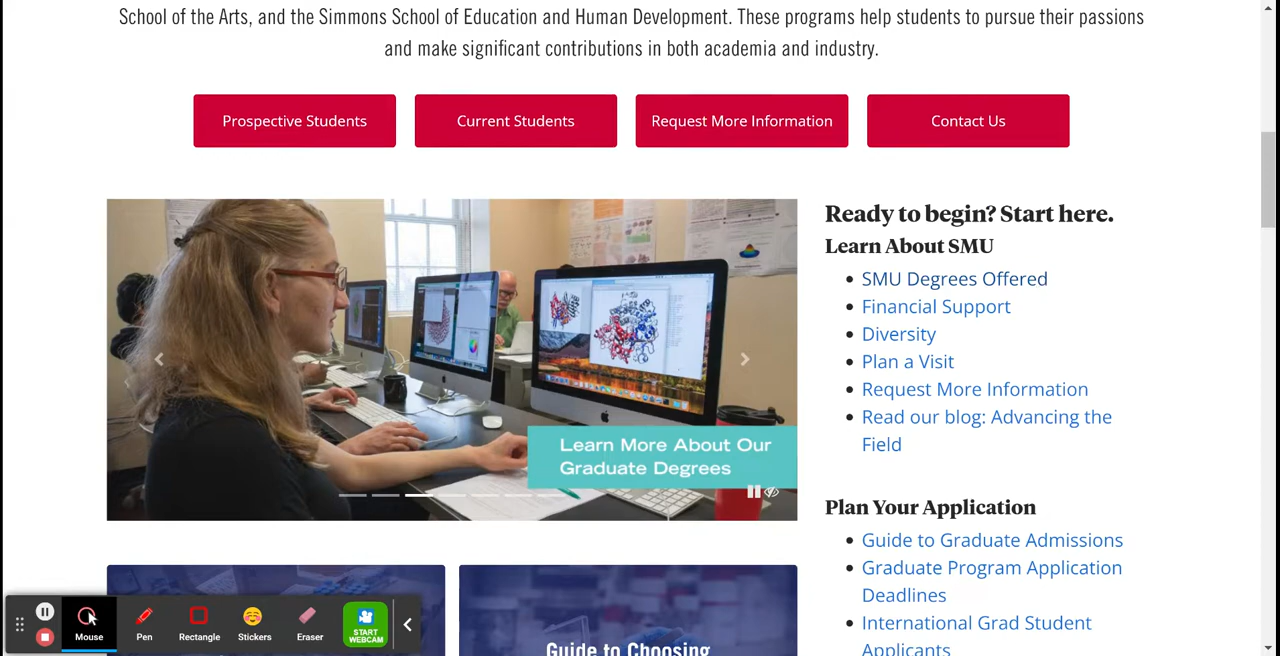 School of the Arts, and the Simmons School of Education and Human Development. These programs help students to pursue their passions
and make significant contributions in both academia and industry.
Prospective Students
Current Students
Request More Information
Contact Us
Learn More About Our
Graduate Degrees
Ready to begin? Start here.
Learn About SMU
SMU Degrees Offered
Financial Support
Diversity
Plan a Visit
Request More Information
Read our blog: Advancing the
Field
Plan Your Application
Guide to Graduate Admissions
Graduate Program Application
Deadlines
International Grad Student
Applicants
Guide to Choosing
Mouse
Pen
Rectangle
Stickers
Eraser
START
WEBCAM